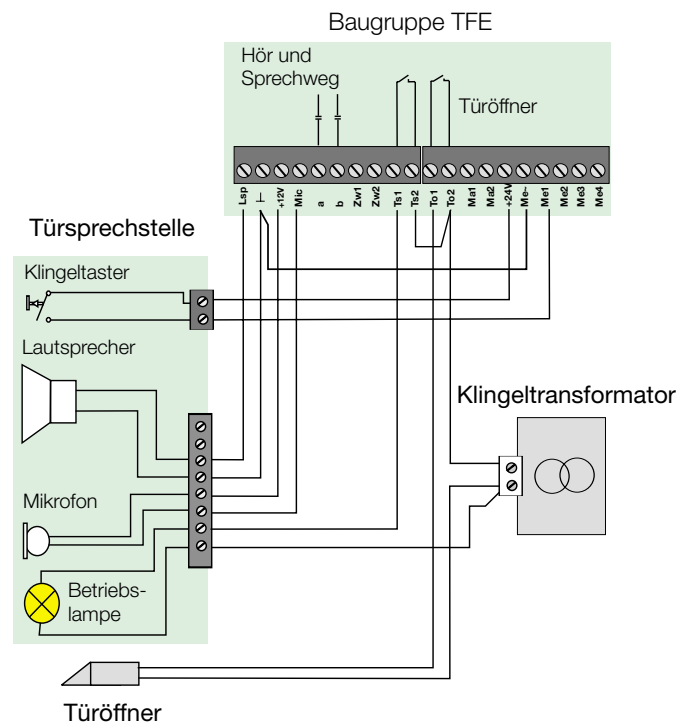 Baugruppe TFE
Hör und
Sprechweg
Türöffner
Lsp
⊢
+12V
Mic
a
b
Zw1
Zw2
Ts1
Ts2
To1
To2
Ma1
Ma2
+24V
Me~
Me1
Me2
Me3
Me4
Türsprechstelle
Klingeltaster
Lautsprecher
Klingeltransformator
Mikrofon
Betriebs-
lampe
Türöffner